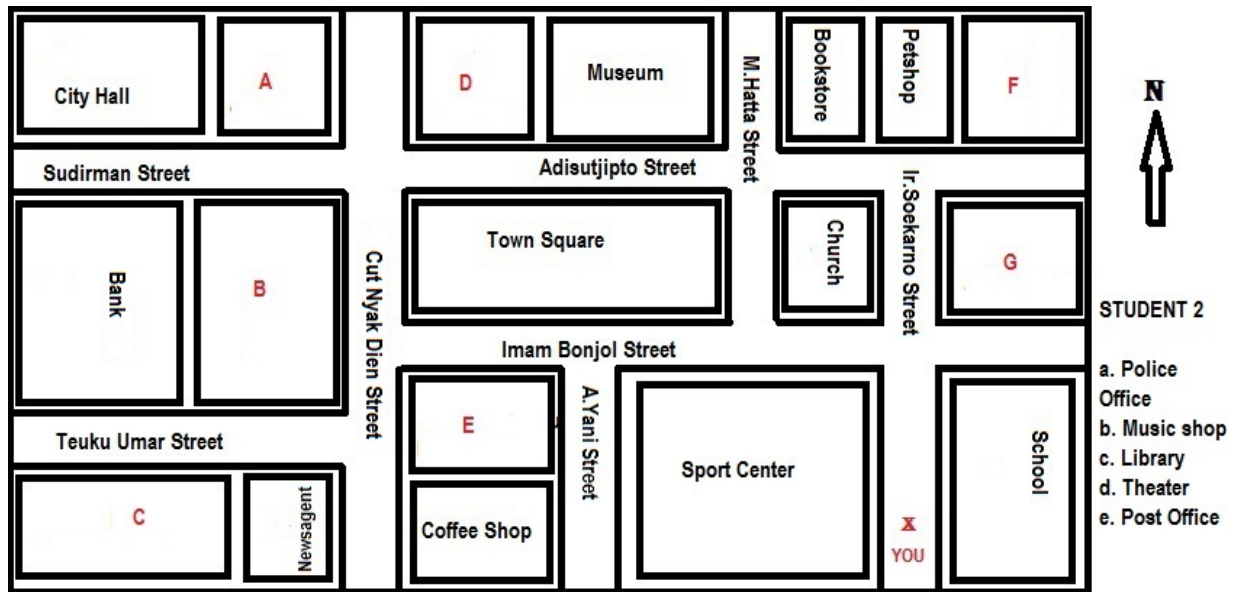 City Hall
A
D
Museum
M.Hatta Street
Bookstore
Petshop
F
N
Sudirman Street
Adisutjipto Street
Ir.Soekarno Street
Bank
B
Cut Nyak Dien Street
Town Square
Church
G
Imam Bonjol Street
Teuku Umar Street
E
A.Yani Street
Sport Center
School
C
Newsagent
Coffee Shop
X
YOU
STUDENT 2
a. Police
Office
b. Music shop
c. Library
d. Theater
e. Post Office